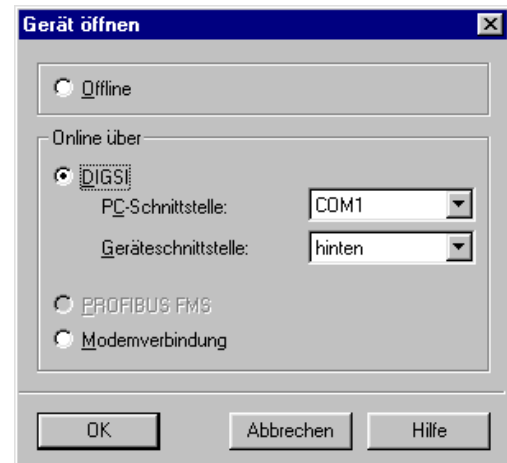 Gerät öffnen
Offline
Online über
DIGSI
PC-Schnittstelle: COM1
Geräteschnittstelle: hinten
PROFIBUS FMS
Modemverbindung
OK Abbrechen Hilfe